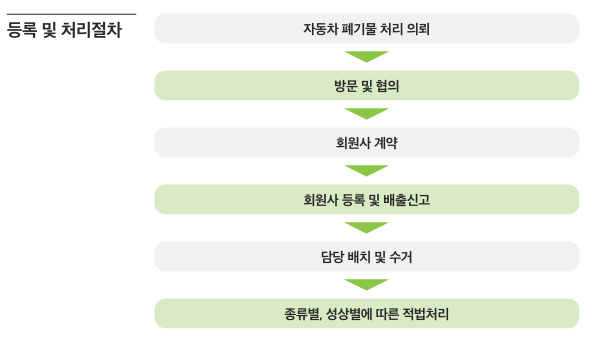 등록 및 처리절차
자동차 폐기물 처리 의뢰
방문 및 협의
회원사 계약
회원사 등록 및 배출신고
담당 배치 및 수거
종류별, 성상별에 따른 적법처리